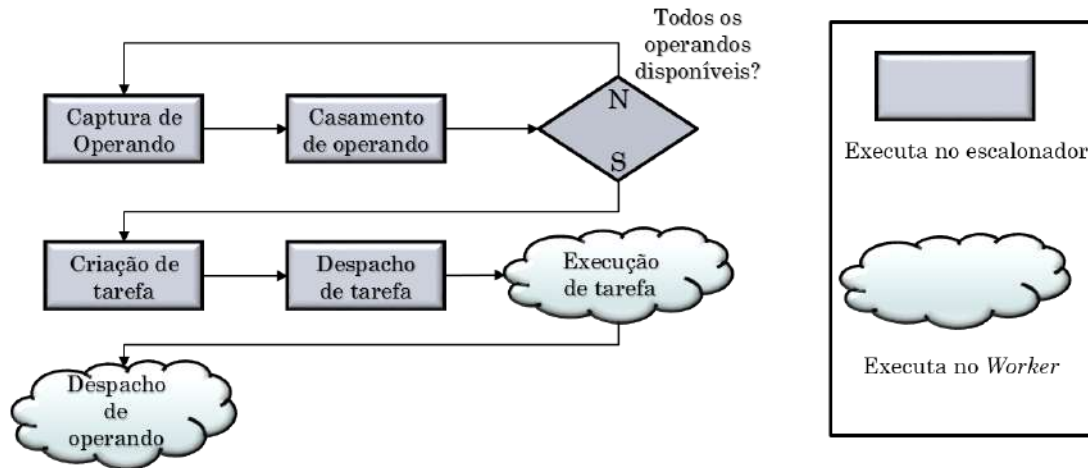 Todos os
operandos
disponíveis?
Captura de
Operando
Casamento
de operando
N
S
Criação de
tarefa
Despacho
de tarefa
Execução
de tarefa
Despacho
de
operando
Executa no escalonador
Executa no Worker